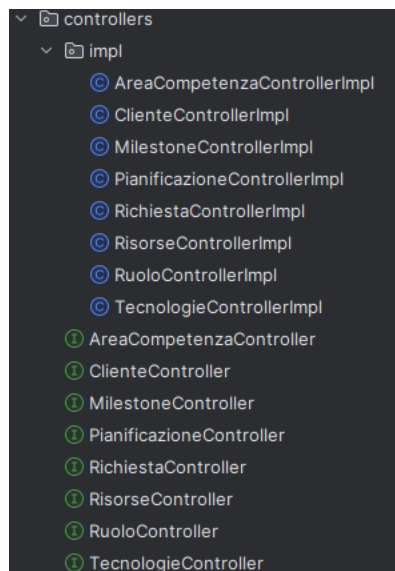 controllers
impl
AreaCompetenzaControllerImpl
ClienteControllerImpl
MilestoneControllerImpl
PianificazioneControllerImpl
RichiestaControllerImpl
RisorseControllerImpl
RuoloControllerImpl
TecnologieControllerImpl
AreaCompetenzaController
ClienteController
MilestoneController
PianificazioneController
RichiestaController
RisorseController
RuoloController
TecnologieController